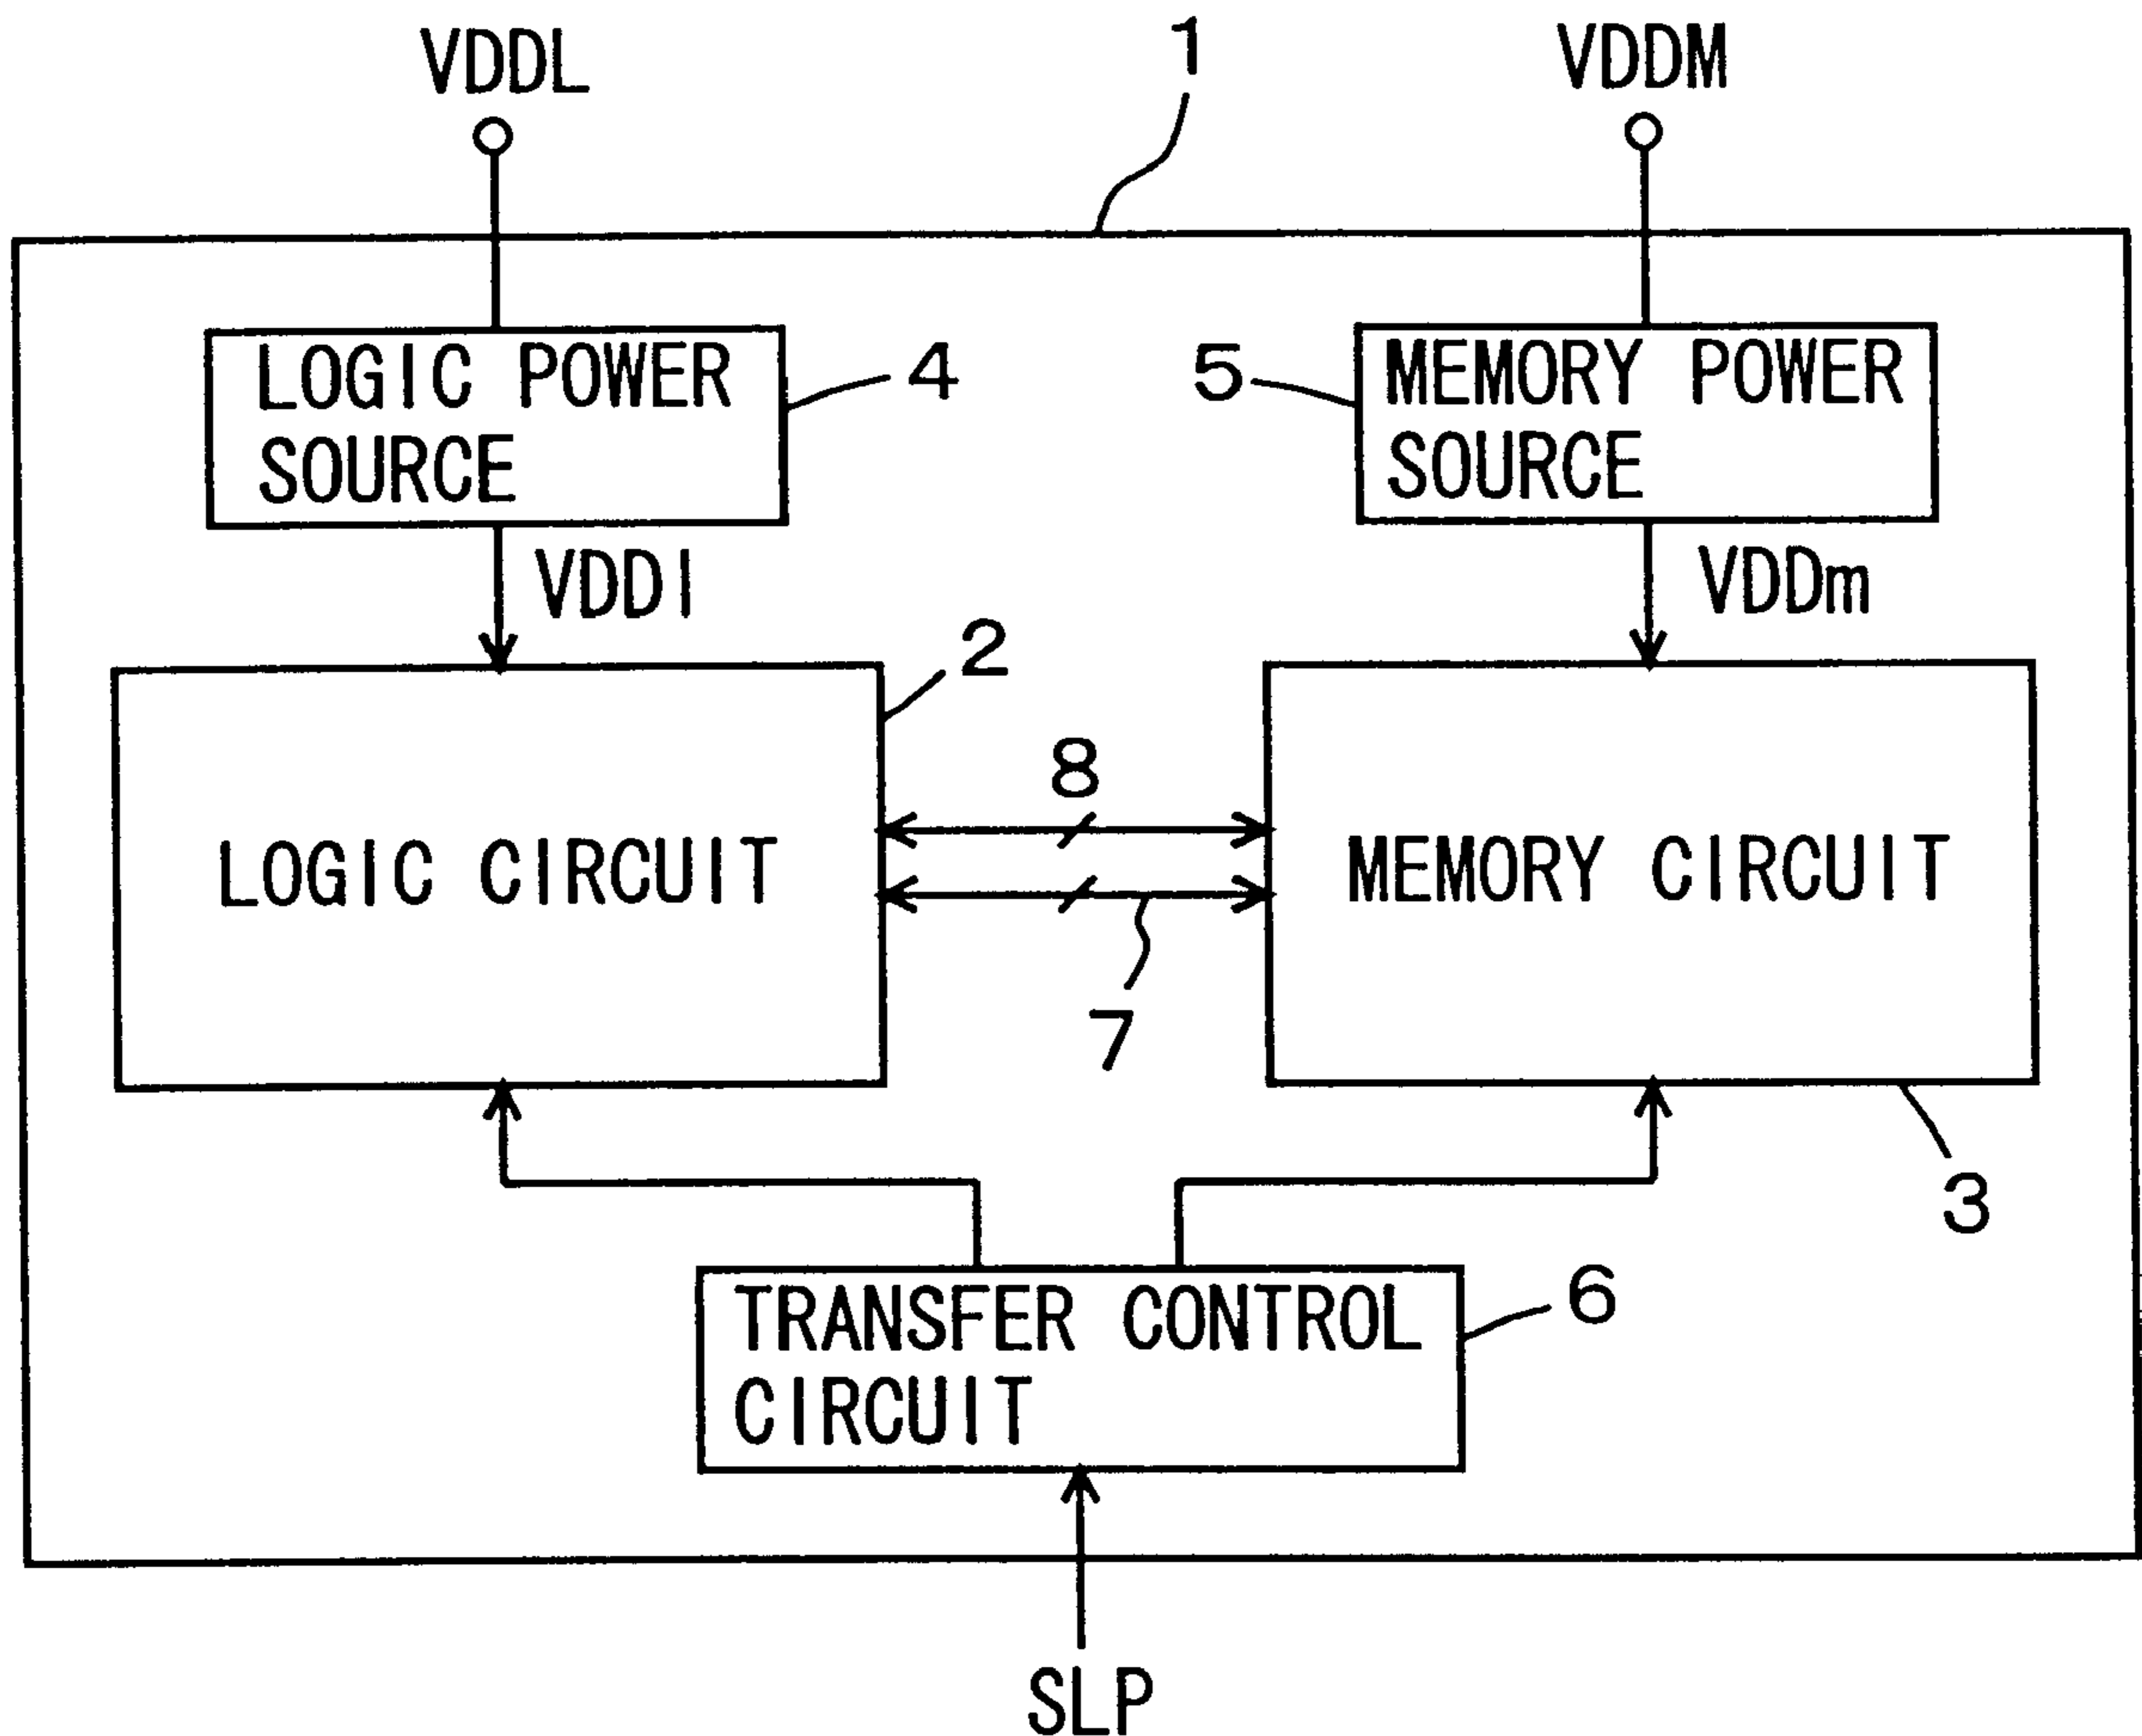 VDDL
1
VDDM
LOGIC POWER
SOURCE
4
5
MEMORY POWER
SOURCE
VDDl
VDDm
2
8
LOGIC CIRCUIT
MEMORY CIRCUIT
7
3
TRANSFER CONTROL
CIRCUIT
6
SLP